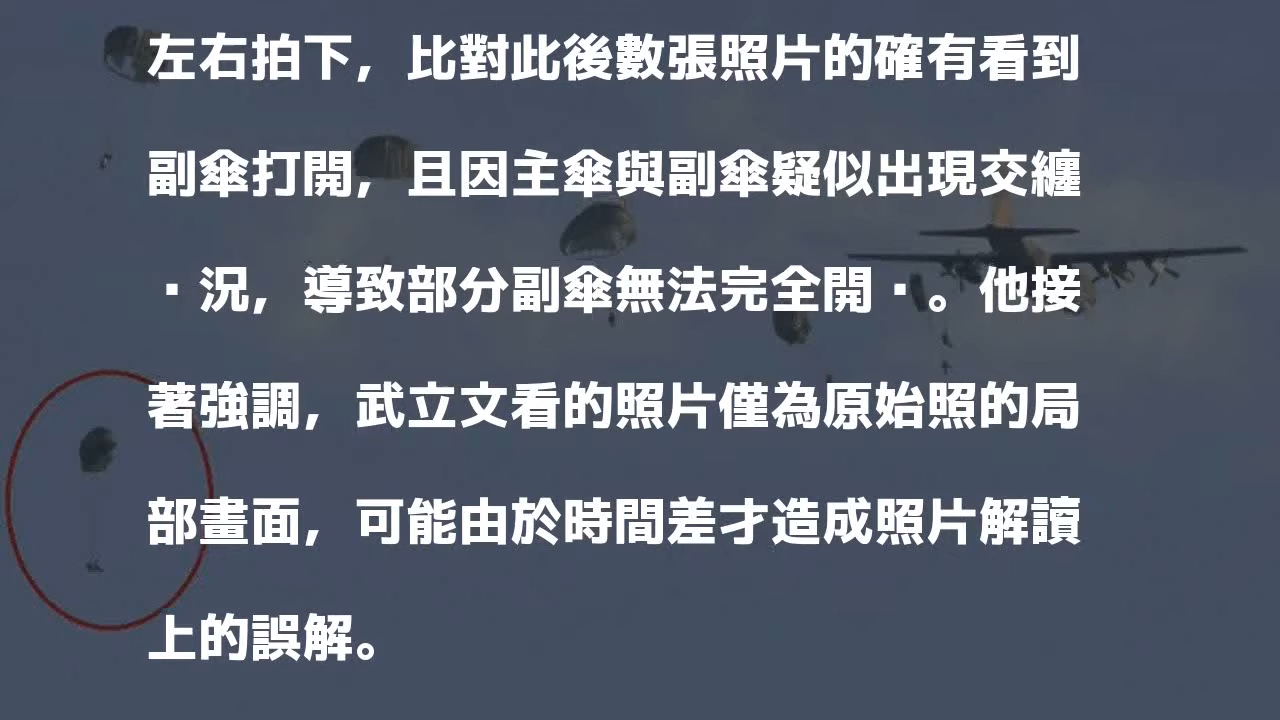 左右拍下，比對此後數張照片的確有看到
副傘打開，且因主傘與副傘疑似出現交纏
▪況，導致部分副傘無法完全開▪。他接
著強調，武立文看的照片僅為原始照的局
部畫面，可能由於時間差才造成照片解讀
上的誤解。